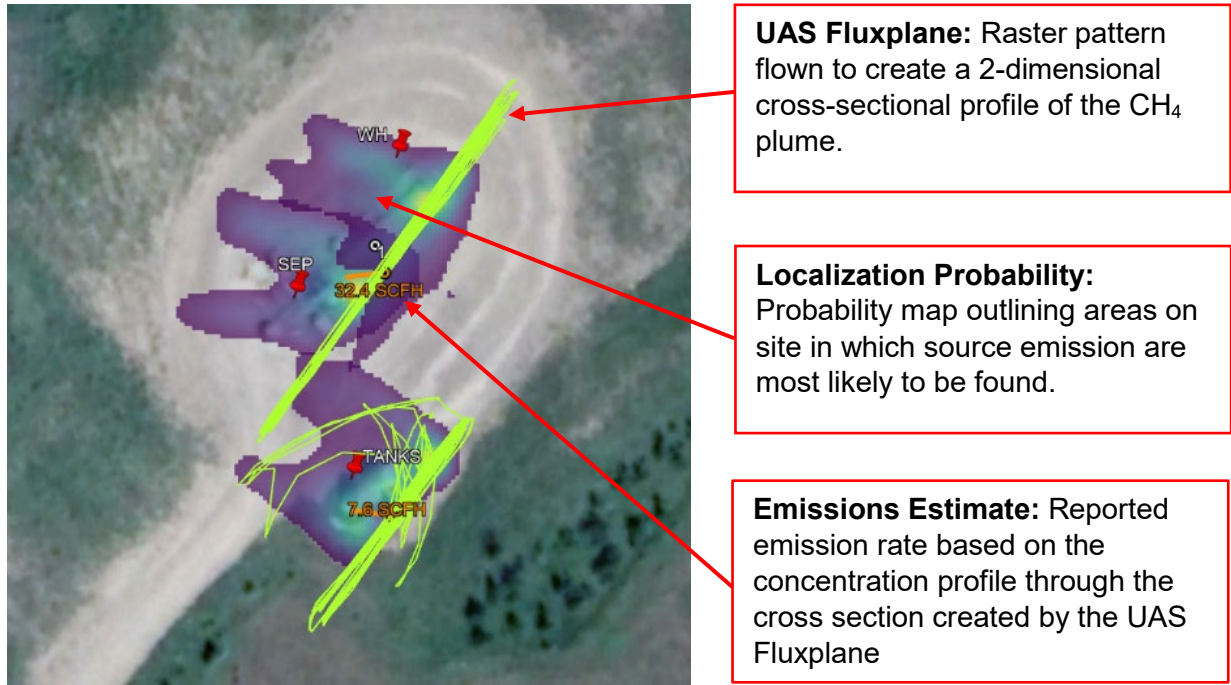 UAS Fluxplane: Raster pattern
flown to create a 2-dimensional
cross-sectional profile of the CH₄
plume.
WH
1
SEP
32.4 SCFH
Localization Probability:
Probability map outlining areas on
site in which source emission are
most likely to be found.
TANKS
7.6 SCFH
Emissions Estimate: Reported
emission rate based on the
concentration profile through the
cross section created by the UAS
Fluxplane